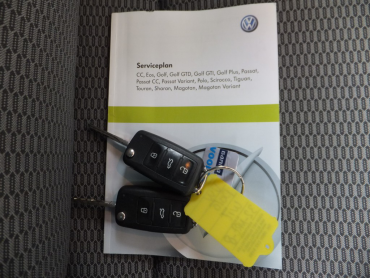 Serviceplan
CC, Eos, Golf, Golf GTD, Golf GTI, Golf Plus, Passat,
Passat CC, Passat Variant, Polo, Scirocco, Tiguan,
Touran, Sharan, Magotan, Magotan Variant